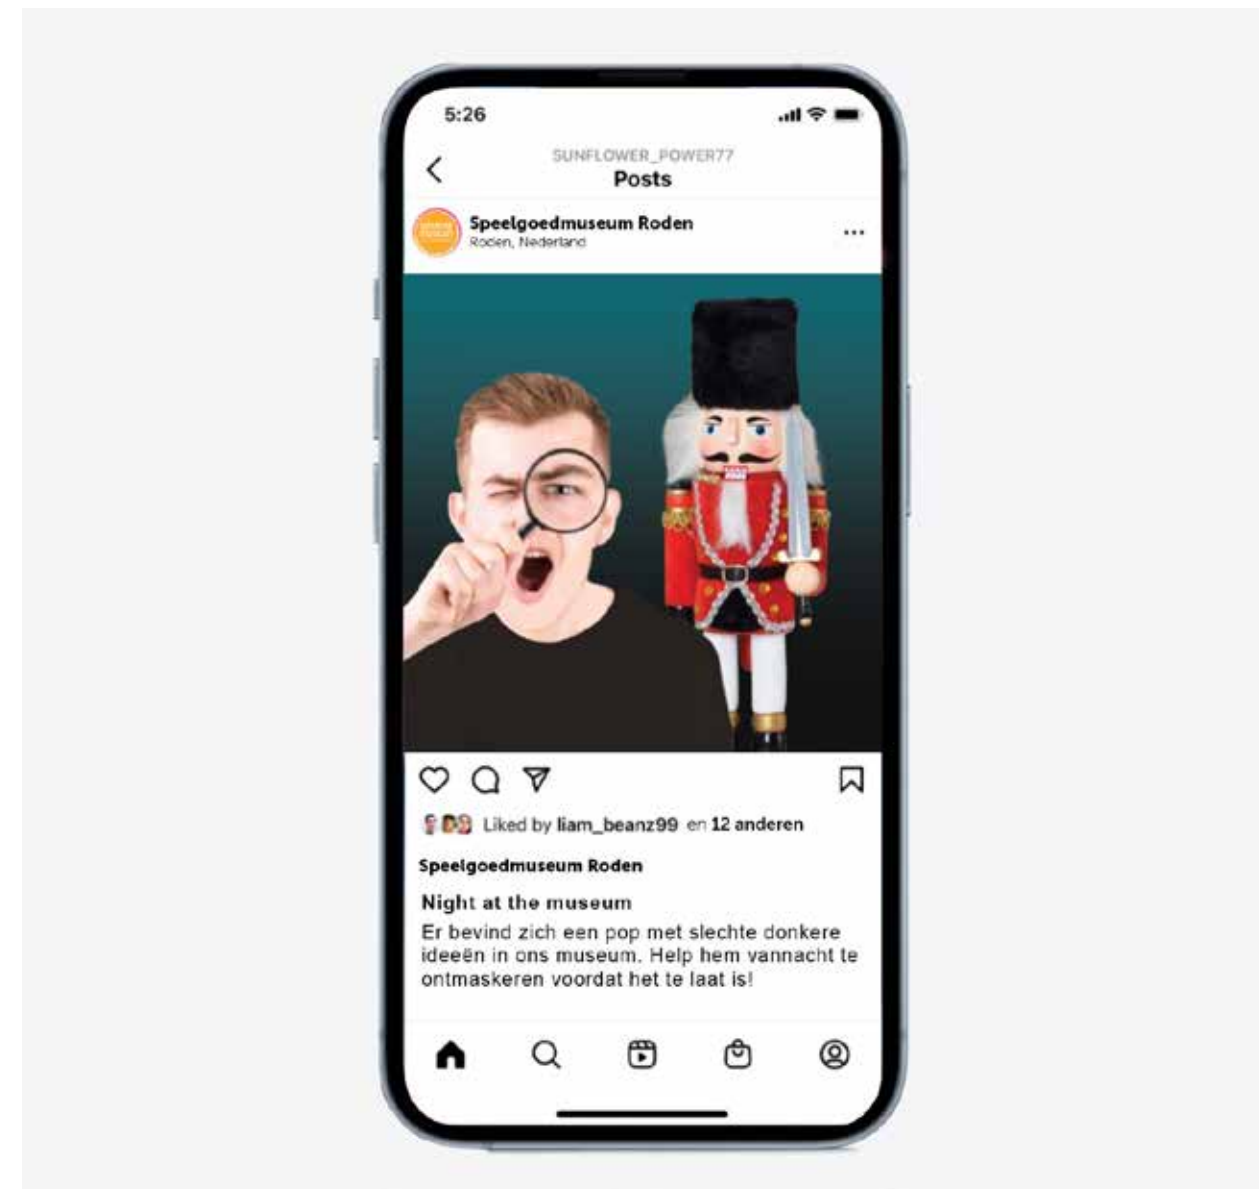 5:26
SUNFLOWER_POWER77
Posts
Speelgoedmuseum Roden
Roden, Nederland
Liked by liam_beanz99 en 12 anderen
Speelgoedmuseum Roden
Night at the museum
Er bevind zich een pop met slechte donkere
ideeën in ons museum. Help hem vannacht te
ontmaskeren voordat het te laat is!